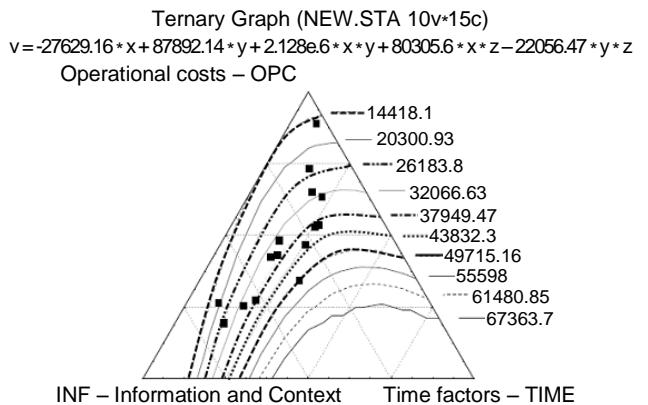 Ternary Graph (NEW.STA 10v*15c)
v=-27629.16*x+87892.14*y+2.128e.6*x*y+80305.6*x*z–22056.47*y*z
Operational costs – OPC
14418.1
20300.93
26183.8
32066.63
37949.47
43832.3
49715.16
55598
61480.85
67363.7
INF – Information and Context Time factors – TIME